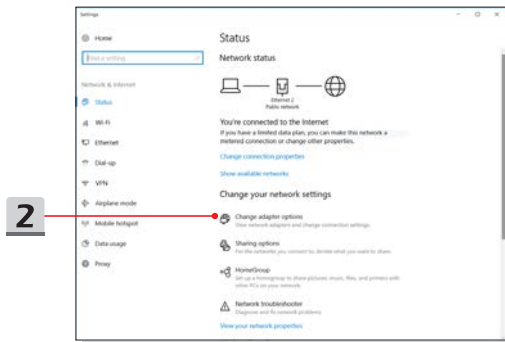 Settings
Home
Find a setting
Network & Internet
Status
Wi-Fi
Ethernet
Dial-up
VPN
Airplane mode
Mobile hotspot
Data usage
Proxy
2
Status
Network status
Ethernet 2
Public network
You're connected to the Internet
If you have a limited data plan, you can make this network a
metered connection or change other properties.
Change connection properties
Show available networks
Change your network settings
Change adapter options
View network adapters and change connection settings.
Sharing options
For the networks you connect to, decide what you want to share.
HomeGroup
Set up a homegroup to share pictures, music, files, and printers with
other PCs on your network.
Network troubleshooter
Diagnose and fix network problems.
View your network properties